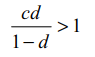 cd / (1 − d) > 1